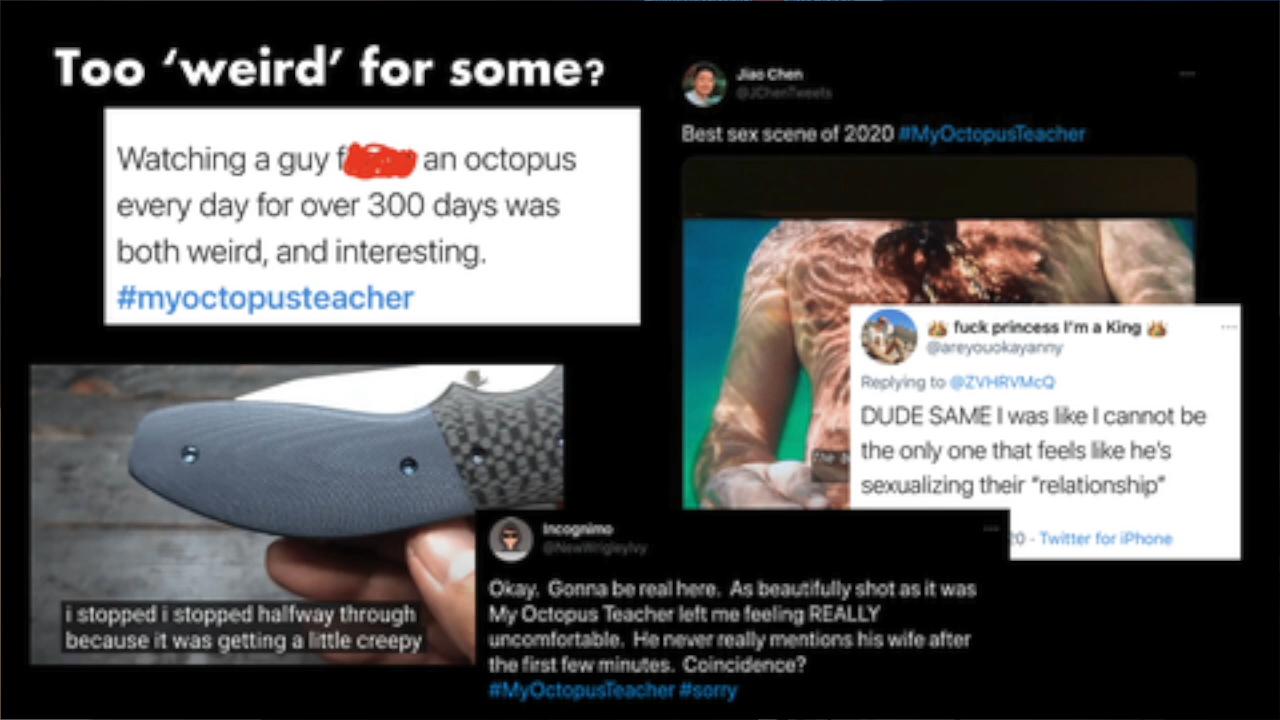 Too ‘weird’ for some?
Watching a guy f an octopus
every day for over 300 days was
both weird, and interesting.
#myoctopusteacher
i stopped i stopped halfway through
because it was getting a little creepy
Jiao Chen
@JChenTweets
Best sex scene of 2020 #MyOctopusTeacher
fuck princess I'm a King
@areyouokayanny
Replying to @ZVHRVMcQ
DUDE SAME I was like I cannot be
the only one that feels like he's
sexualizing their “relationship”
20 · Twitter for iPhone
Incognimo
Okay. Gonna be real here. As beautifully shot as it was
My Octopus Teacher left me feeling REALLY
uncomfortable. He never really mentions his wife after
the first few minutes. Coincidence?
#MyOctopusTeacher #sorry